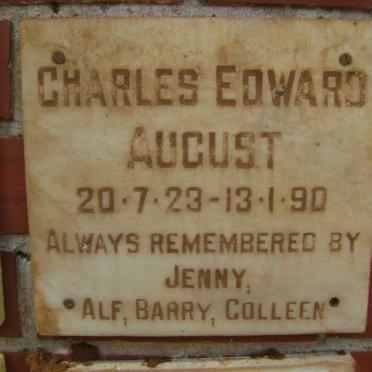 CHARLES EDWARD
AUGUST
20·7·23-13·1·90
ALWAYS REMEMBERED BY
JENNY,
ALF, BARRY, COLLEEN